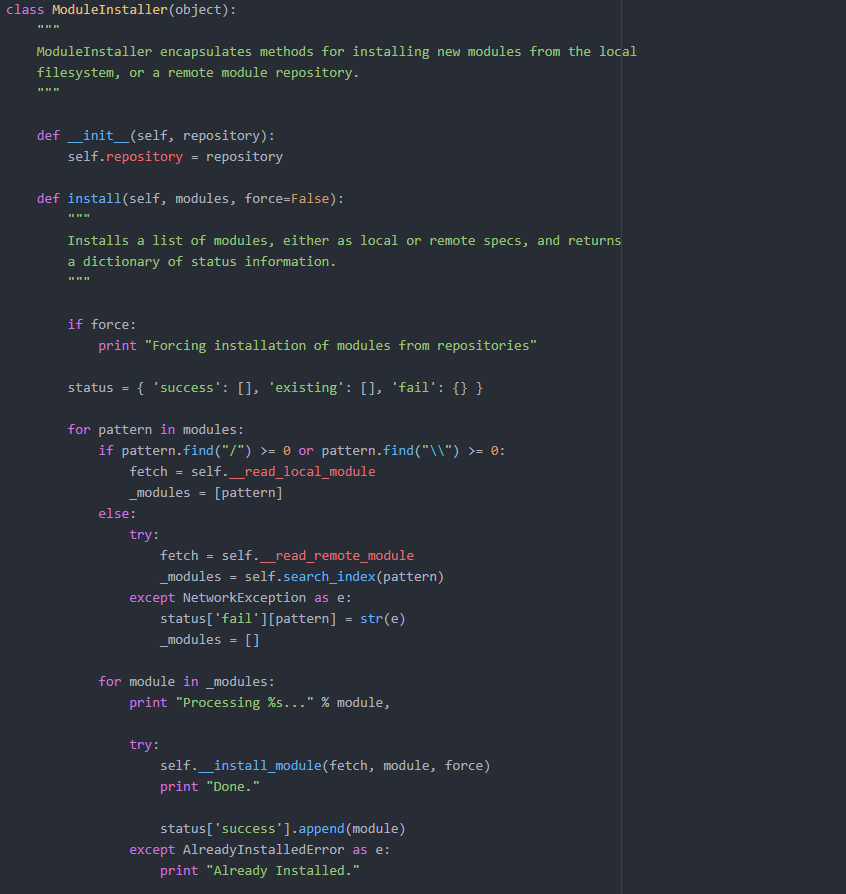 class ModuleInstaller(object):
    """
    ModuleInstaller encapsulates methods for installing new modules from the local
    filesystem, or a remote module repository.
    """
    def __init__(self, repository):
        self.repository = repository
    def install(self, modules, force=False):
        """
        Installs a list of modules, either as local or remote specs, and returns
        a dictionary of status information.
        """
        if force:
            print "Forcing installation of modules from repositories"
        status = { 'success': [], 'existing': [], 'fail': {} }
        for pattern in modules:
            if pattern.find("/") >= 0 or pattern.find("\\") >= 0:
                fetch = self.__read_local_module
                _modules = [pattern]
            else:
                try:
                    fetch = self.__read_remote_module
                    _modules = self.search_index(pattern)
                except NetworkException as e:
                    status['fail'][pattern] = str(e)
                    _modules = []
            for module in _modules:
                print "Processing %s..." % module,
                try:
                    self.__install_module(fetch, module, force)
                    print "Done."
                    status['success'].append(module)
                except AlreadyInstalledError as e:
                    print "Already Installed."